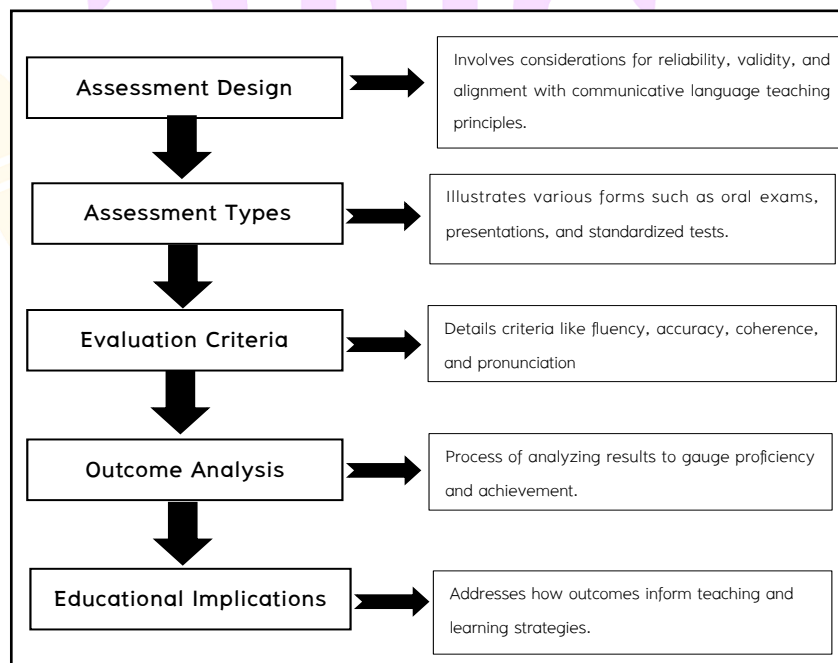 Assessment Design
Involves considerations for reliability, validity, and
alignment with communicative language teaching
principles.
Assessment Types
Illustrates various forms such as oral exams,
presentations, and standardized tests.
Evaluation Criteria
Details criteria like fluency, accuracy, coherence,
and pronunciation
Outcome Analysis
Process of analyzing results to gauge proficiency
and achievement.
Educational Implications
Addresses how outcomes inform teaching and
learning strategies.